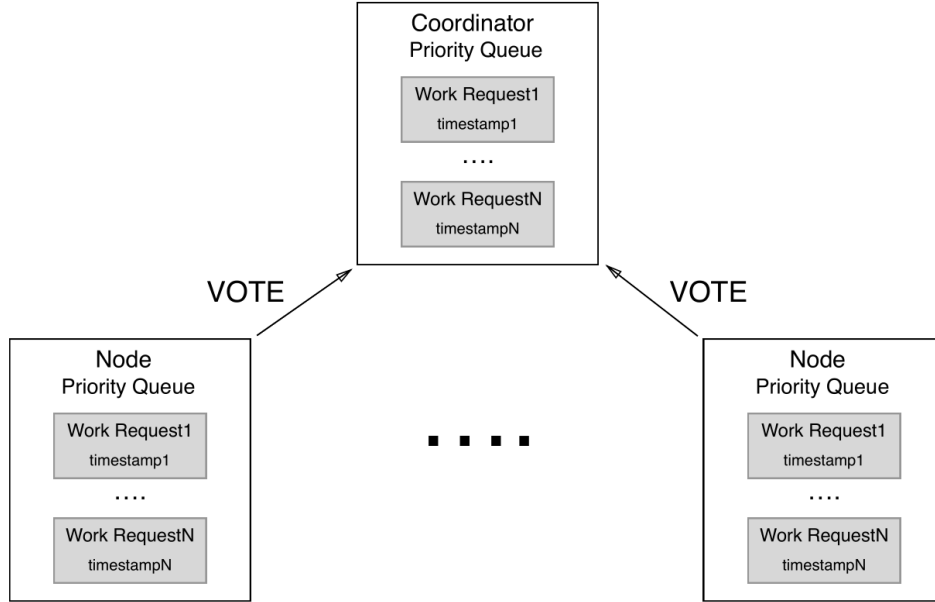 Coordinator
Priority Queue
Work Request1
timestamp1
....
Work RequestN
timestampN
VOTE
VOTE
Node
Priority Queue
Work Request1
timestamp1
....
Work RequestN
timestampN
....
Node
Priority Queue
Work Request1
timestamp1
....
Work RequestN
timestampN